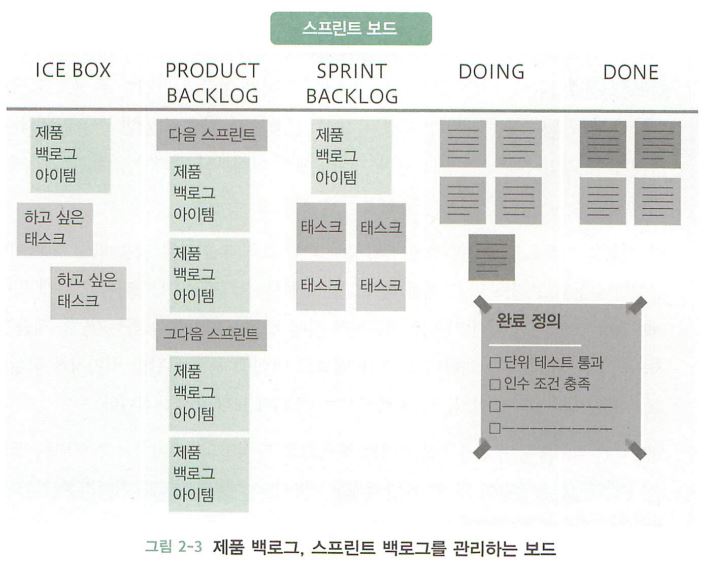 스프린트 보드
ICE BOX
PRODUCT
BACKLOG
SPRINT
BACKLOG
DOING
DONE
제품
백로그
아이템
하고 싶은
태스크
하고 싶은
태스크
다음 스프린트
제품
백로그
아이템
제품
백로그
아이템
그다음 스프린트
제품
백로그
아이템
제품
백로그
아이템
제품
백로그
아이템
태스크 태스크
태스크 태스크
완료 정의
□ 단위 테스트 통과
□ 인수 조건 충족
□ ─────────
□ ─────────
그림 2-3 제품 백로그, 스프린트 백로그를 관리하는 보드